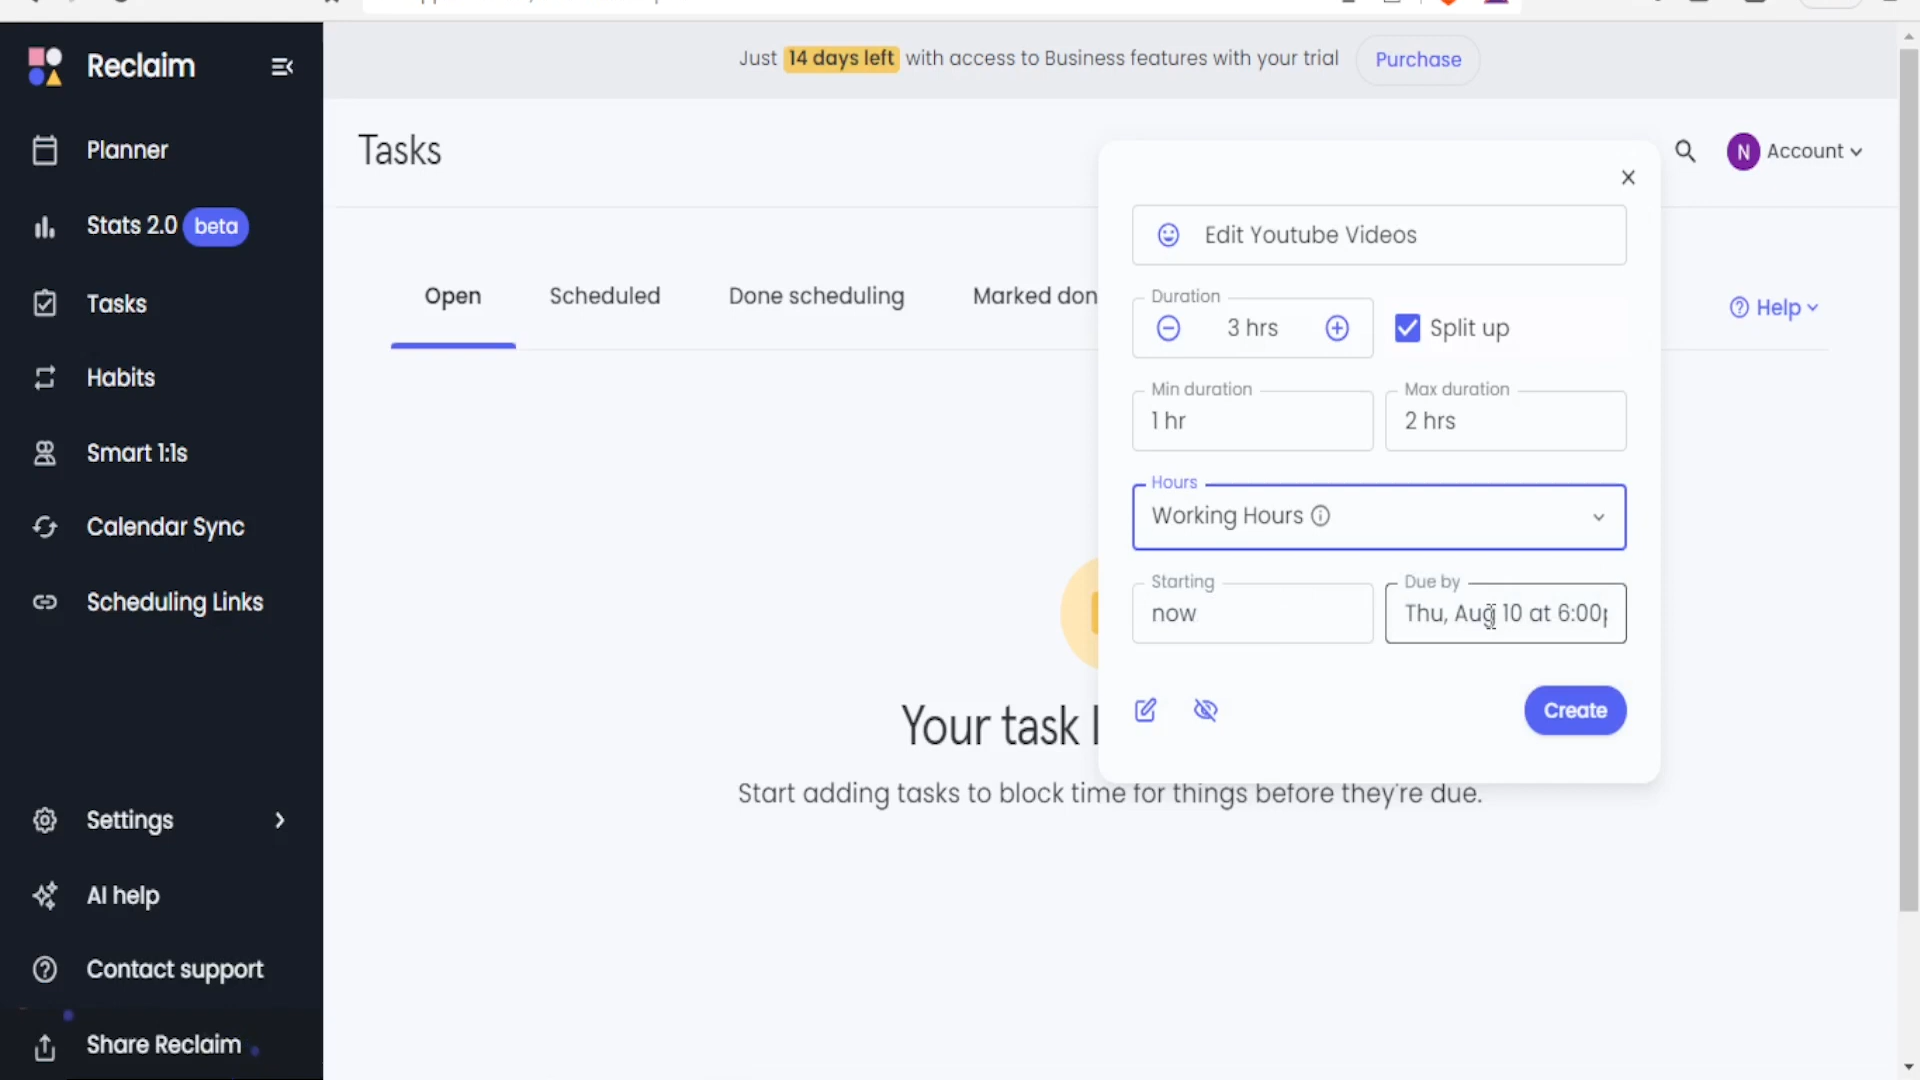 Reclaim
Just 14 days left with access to Business features with your trial
Purchase
Planner
Stats 2.0 beta
Tasks
Habits
Smart 1:1s
Calendar Sync
Scheduling Links
Settings
AI help
Contact support
Share Reclaim
Tasks
N Account
Open
Scheduled
Done scheduling
Marked don
Help
Edit Youtube Videos
Duration
3 hrs
Split up
Min duration
1 hr
Max duration
2 hrs
Hours
Working Hours
Starting
now
Due by
Thu, Aug 10 at 6:00
Create
Your task
Start adding tasks to block time for things before they're due.